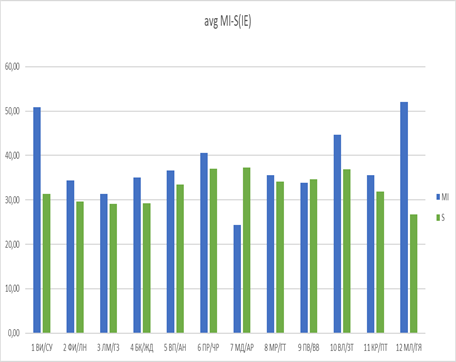 avg MI-S(IE)
60,00
50,00
40,00
30,00
20,00
10,00
0,00
1 ВИ/СУ 2 ФИ/ЛН 3 ЛМ/ТЗ 4 БК/ЖД 5 ВП/АН 6 ПР/ЧР 7 МД/АР 8 МР/ГТ 9 ПВ/ВВ 10 ВЛ/ЗТ 11 КР/ПТ 12 МЛ/ТЯ
MI
S